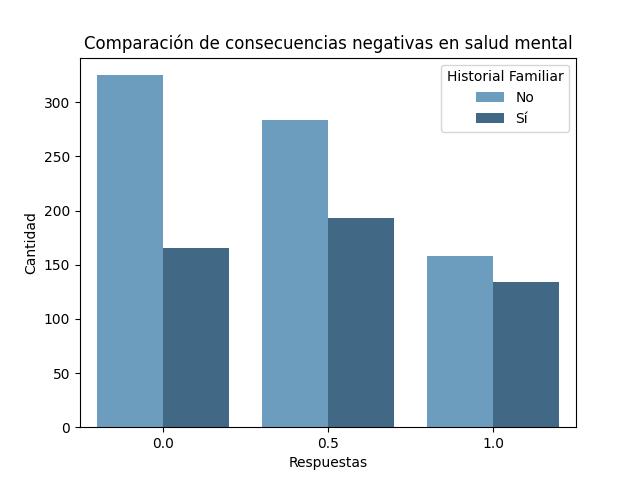 Comparación de consecuencias negativas en salud mental
Historial Familiar
No
Sí
300
250
200
150
100
50
0
Cantidad
0.0
0.5
1.0
Respuestas